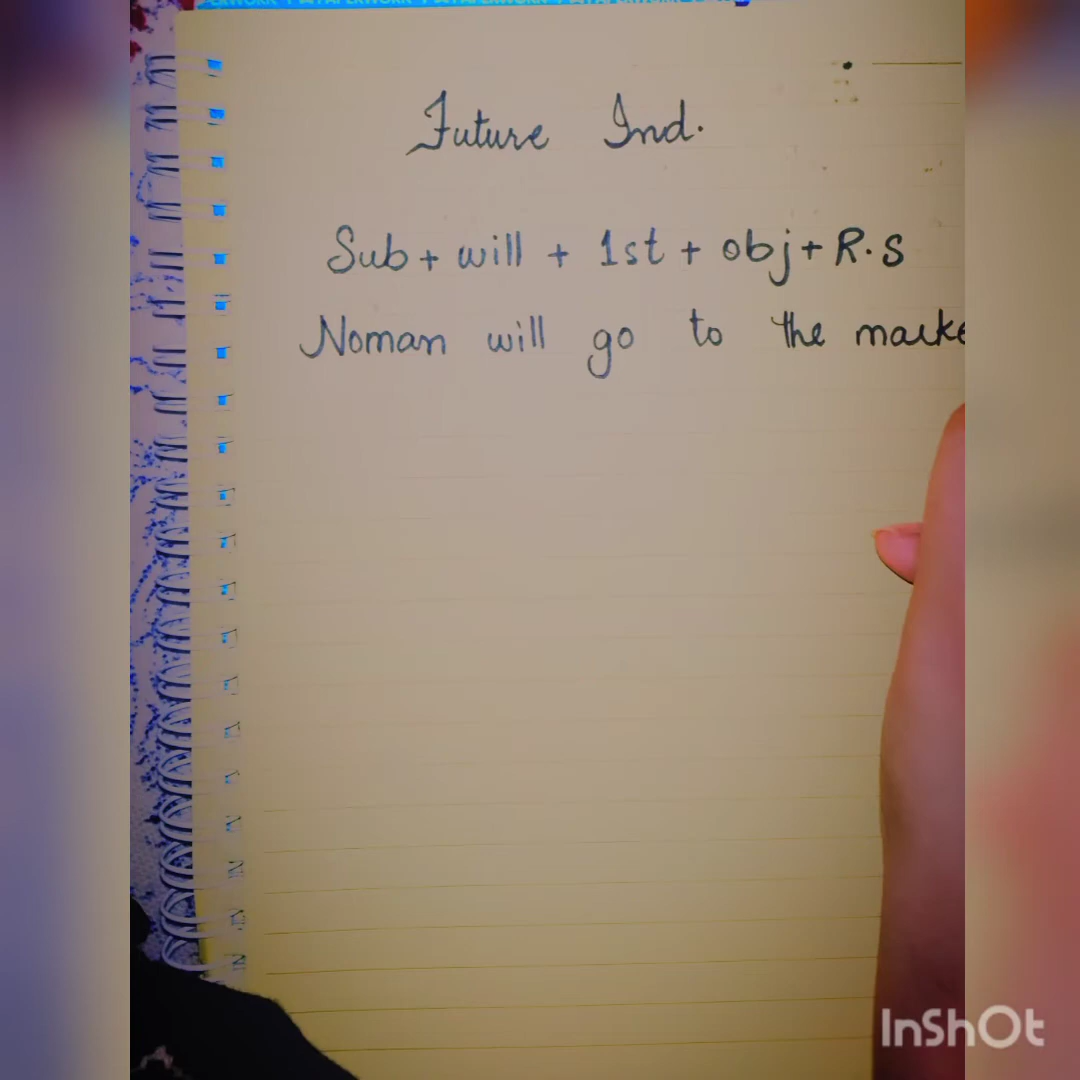 Future Ind.
Sub + will + 1st + obj + R.S
Noman will go to the marke
InShOt